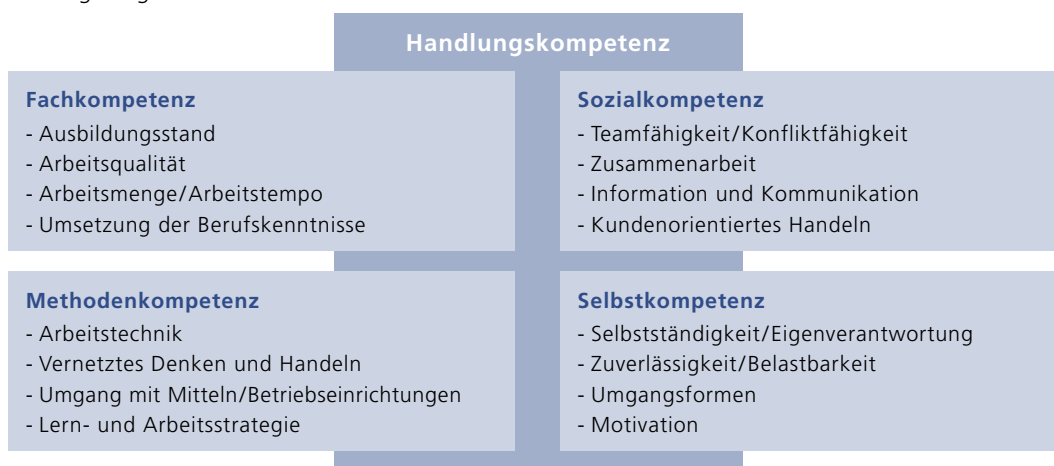 Handlungskompetenz
Fachkompetenz
- Ausbildungsstand
- Arbeitsqualität
- Arbeitsmenge/Arbeitstempo
- Umsetzung der Berufskenntnisse
Sozialkompetenz
- Teamfähigkeit/Konfliktfähigkeit
- Zusammenarbeit
- Information und Kommunikation
- Kundenorientiertes Handeln
Methodenkompetenz
- Arbeitstechnik
- Vernetztes Denken und Handeln
- Umgang mit Mitteln/Betriebseinrichtungen
- Lern- und Arbeitsstrategie
Selbstkompetenz
- Selbstständigkeit/Eigenverantwortung
- Zuverlässigkeit/Belastbarkeit
- Umgangsformen
- Motivation